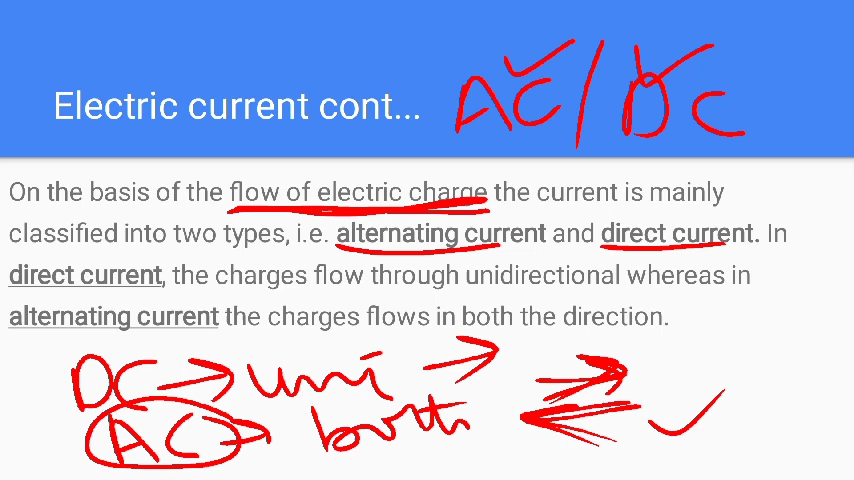 Electric current cont... AC/DC
On the basis of the flow of electric charge the current is mainly
classified into two types, i.e. alternating current and direct current. In
direct current, the charges flow through unidirectional whereas in
alternating current the charges flows in both the direction.
DC → uni →
AC → both